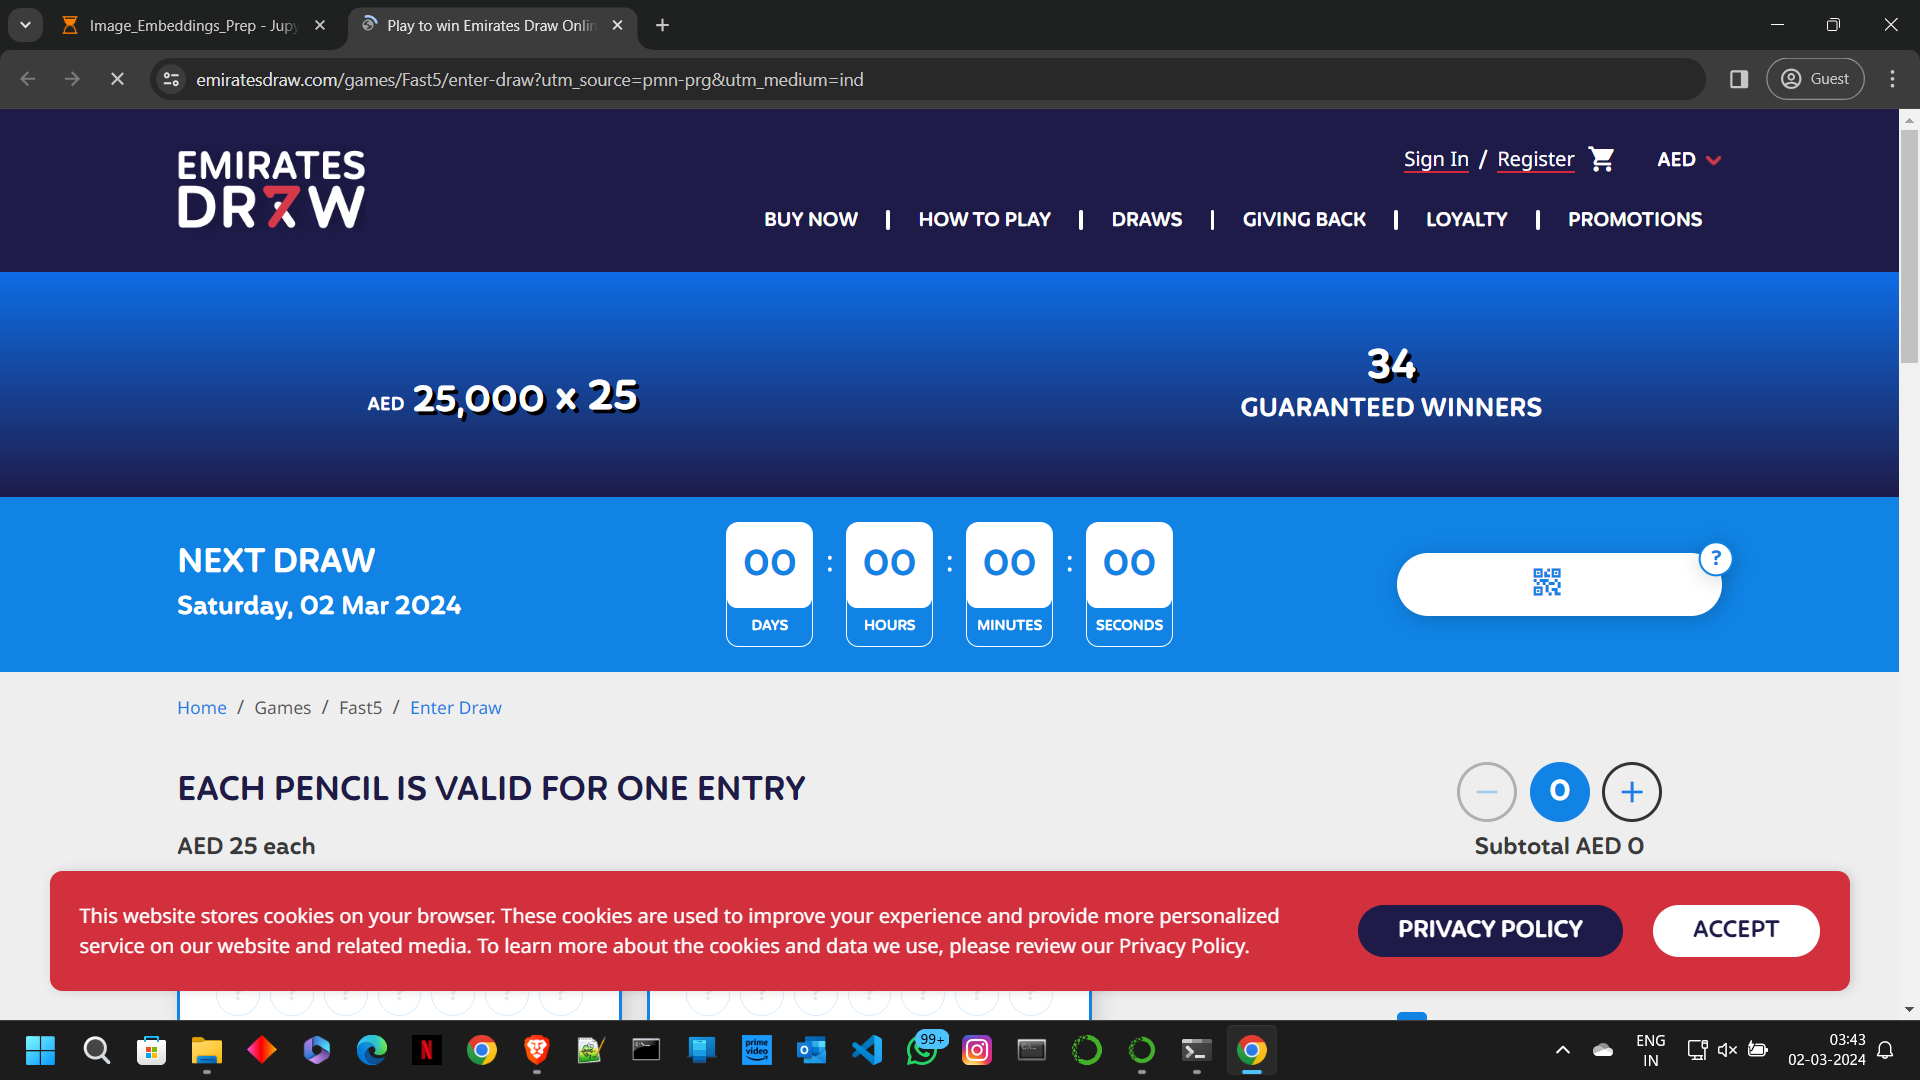 Image_Embeddings_Prep - Jupy
Play to win Emirates Draw Onlin
emiratesdraw.com/games/Fast5/enter-draw?utm_source=pmn-prg&utm_medium=ind
Guest
EMIRATES
DRAW
Sign In / Register
AED
BUY NOW | HOW TO PLAY | DRAWS | GIVING BACK | LOYALTY | PROMOTIONS
AED 25,000 x 25
34
GUARANTEED WINNERS
NEXT DRAW
Saturday, 02 Mar 2024
00 : 00 : 00 : 00
DAYS HOURS MINUTES SECONDS
?
Home / Games / Fast5 / Enter Draw
EACH PENCIL IS VALID FOR ONE ENTRY
AED 25 each
0
Subtotal AED 0
This website stores cookies on your browser. These cookies are used to improve your experience and provide more personalized
service on our website and related media. To learn more about the cookies and data we use, please review our Privacy Policy.
PRIVACY POLICY
ACCEPT
N
prime
video
99+
ENG
IN
03:43
02-03-2024